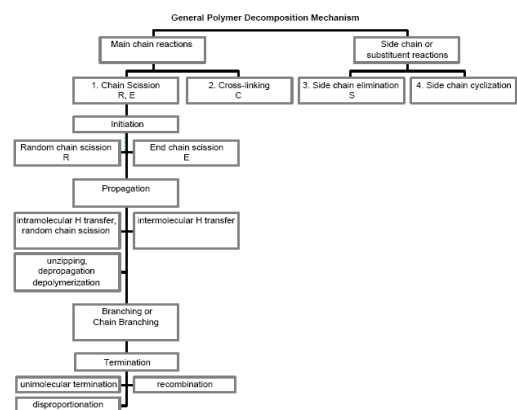 General Polymer Decomposition Mechanism
Main chain reactions
Side chain or
substituent reactions
1. Chain Scission
R, E
2. Cross-linking
C
3. Side chain elimination
S
4. Side chain cyclization
Initiation
Random chain scission
R
End chain scission
E
Propagation
intramolecular H transfer,
random chain scission
intermolecular H transfer
unzipping,
depropagation
depolymerization
Branching or
Chain Branching
Termination
unimolecular termination
recombination
disproportionation